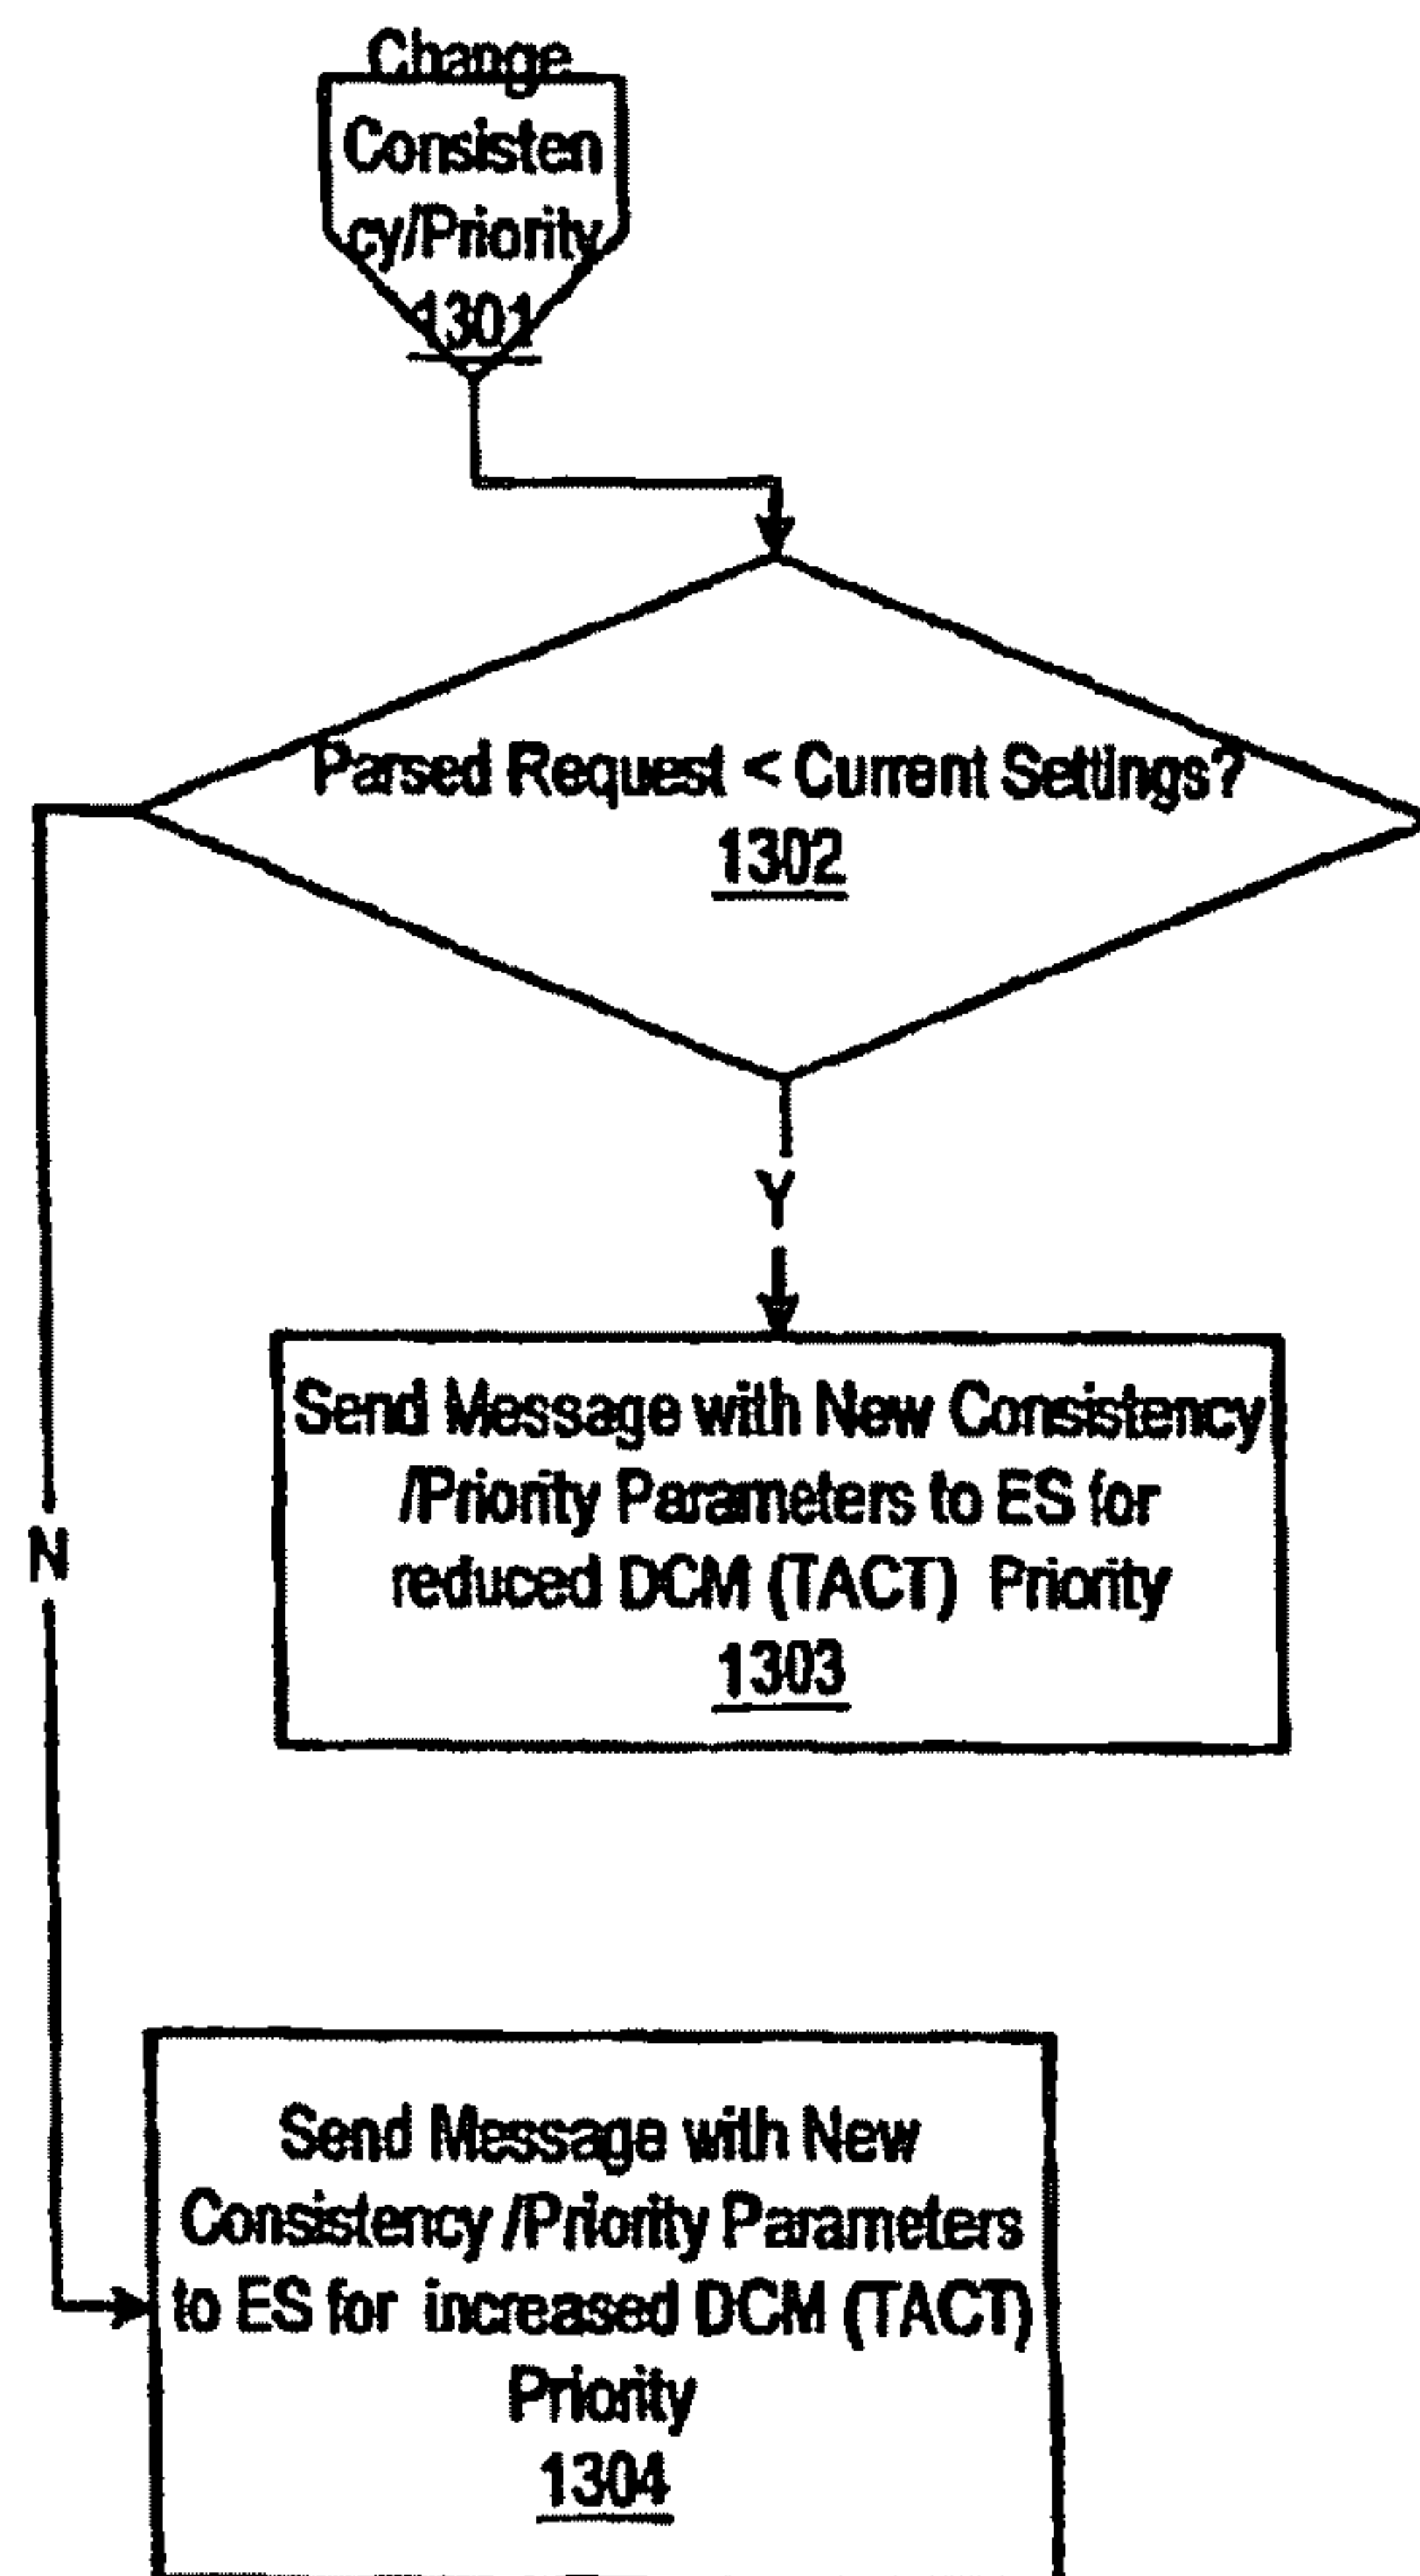 Change
Consisten
cy/Priority
1301
Parsed Request < Current Settings?
1302
Y
Send Message with New Consistency
/Priority Parameters to ES for
reduced DCM (TACT) Priority
1303
N
Send Message with New
Consistency /Priority Parameters
to ES for increased DCM (TACT)
Priority
1304